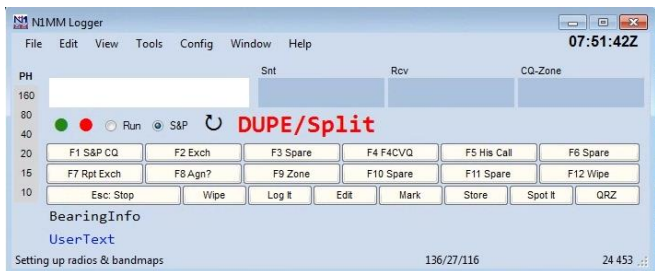 N1MM Logger
File Edit View Tools Config Window Help 07:51:42Z
PH Snt Rcv CQ-Zone
160
80
40 Run S&P DUPE/Split
20 F1 S&P CQ F2 Exch F3 Spare F4 F4CVQ F5 His Call F6 Spare
15 F7 Rpt Exch F8 Agn? F9 Zone F10 Spare F11 Spare F12 Wipe
10 Esc: Stop Wipe Log It Edit Mark Store Spot It QRZ
BearingInfo
UserText
Setting up radios & bandmaps 136/27/116 24 453